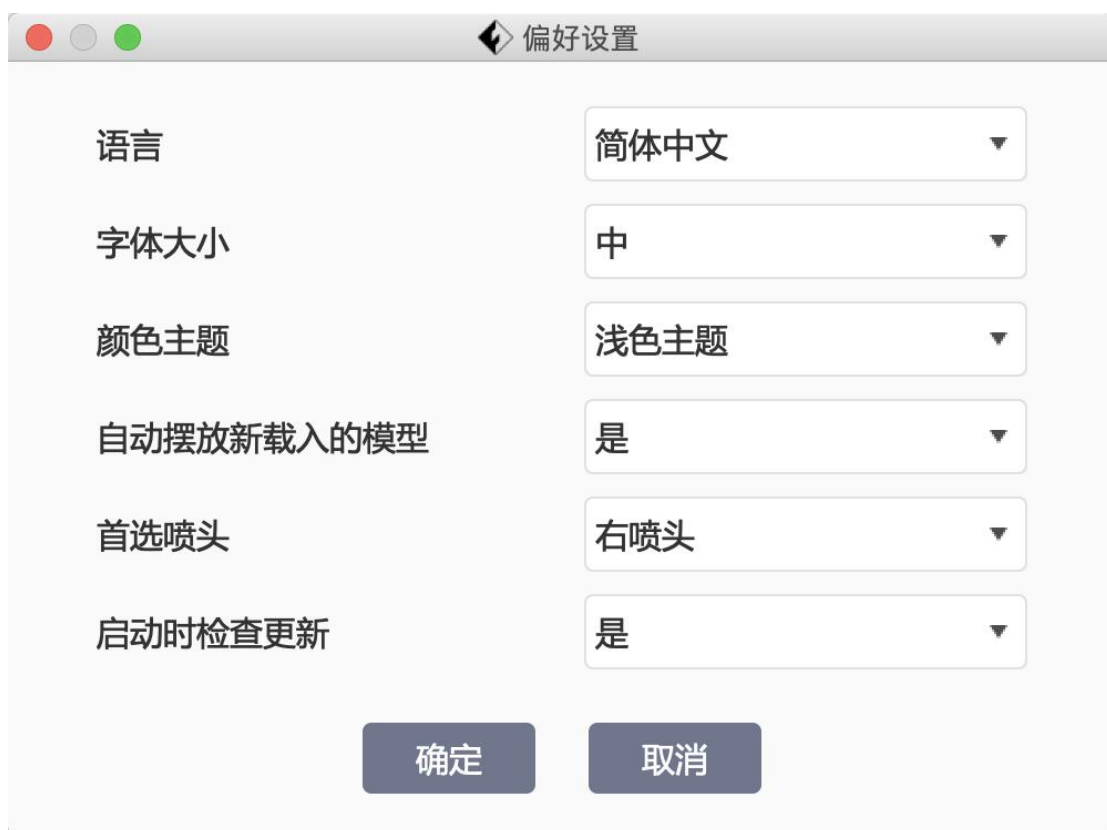 偏好设置
语言 简体中文
字体大小 中
颜色主题 浅色主题
自动摆放新载入的模型 是
首选喷头 右喷头
启动时检查更新 是
确定 取消